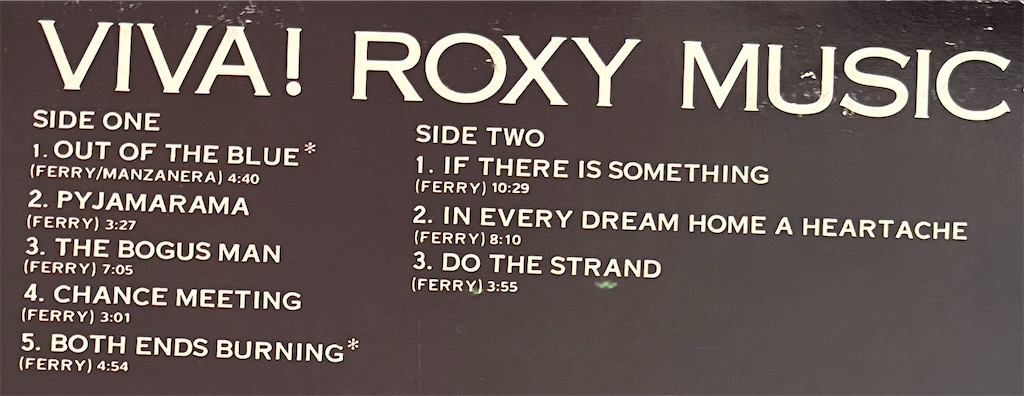 VIVA! ROXY MUSIC
SIDE ONE
1. OUT OF THE BLUE*
(FERRY/MANZANERA) 4:40
2. PYJAMARAMA
(FERRY) 3:27
3. THE BOGUS MAN
(FERRY) 7:05
4. CHANCE MEETING
(FERRY) 3:01
5. BOTH ENDS BURNING*
(FERRY) 4:54
SIDE TWO
1. IF THERE IS SOMETHING
(FERRY) 10:29
2. IN EVERY DREAM HOME A HEARTACHE
(FERRY) 8:10
3. DO THE STRAND
(FERRY) 3:55